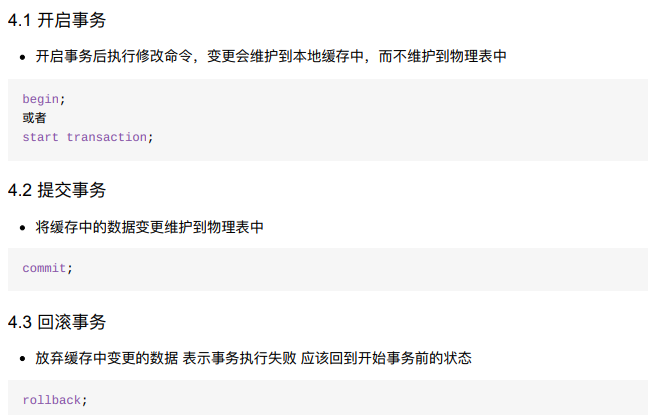 4.1 开启事务
• 开启事务后执行修改命令，变更会维护到本地缓存中，而不维护到物理表中
begin;
或者
start transaction;
4.2 提交事务
• 将缓存中的数据变更维护到物理表中
commit;
4.3 回滚事务
• 放弃缓存中变更的数据 表示事务执行失败 应该回到开始事务前的状态
rollback;